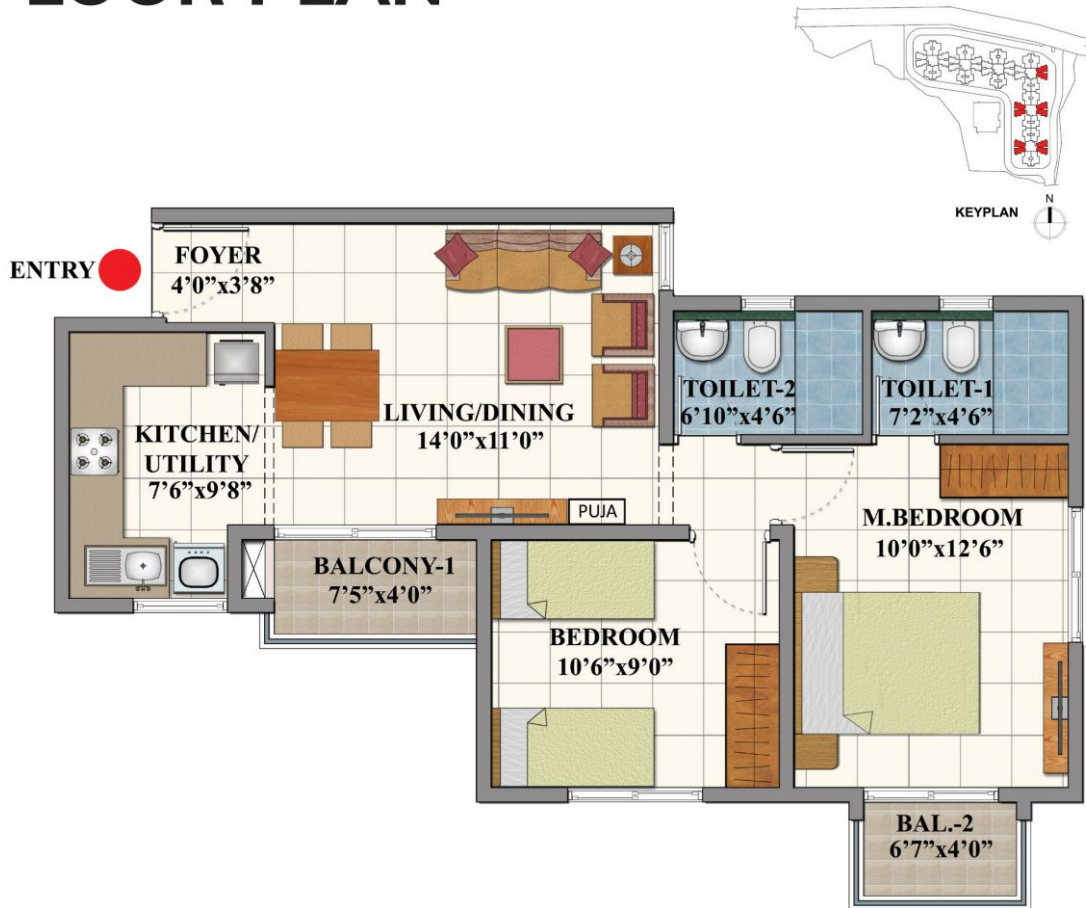 LOOR PLAN
KEYPLAN
N
ENTRY
FOYER
4'0”x3'8”
TOILET-2
6'10”x4'6”
TOILET-1
7'2”x4'6”
LIVING/DINING
14'0”x11'0”
KITCHEN/
UTILITY
7'6”x9'8”
PUJA
M.BEDROOM
10'0”x12'6”
BALCONY-1
7'5”x4'0”
BEDROOM
10'6”x9'0”
BAL.-2
6'7”x4'0”